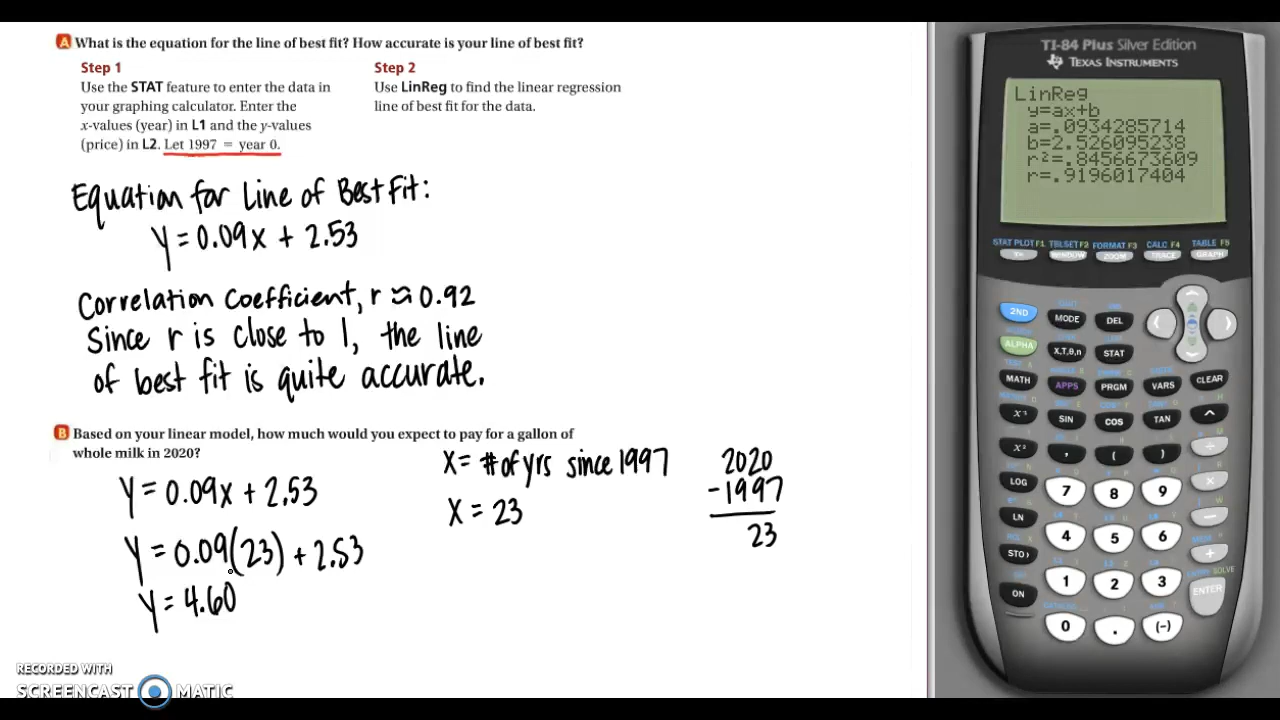 A What is the equation for the line of best fit? How accurate is your line of best fit?
Step 1
Use the STAT feature to enter the data in
your graphing calculator. Enter the
x-values (year) in L1 and the y-values
(price) in L2. Let 1997 = year 0.
Step 2
Use LinReg to find the linear regression
line of best fit for the data.
Equation for Line of Best Fit:
y = 0.09x + 2.53
Correlation Coefficient, r ≈ 0.92
Since r is close to 1, the line
of best fit is quite accurate.
B Based on your linear model, how much would you expect to pay for a gallon of
whole milk in 2020?
y = 0.09x + 2.53
y = 0.09(23) + 2.53
y = 4.60
x = # of yrs since 1997
x = 23
2020
-1997
23
RECORDED WITH
SCREENCAST MATIC
TI-84 Plus Silver Edition
TEXAS INSTRUMENTS
LinReg
y=ax+b
a=.0934285714
b=2.526095238
r²=.8456673609
r=.9196017404
STAT PLOT F1 TBLSET F2 FORMAT F3 CALC F4 TABLE F5
Y= WINDOW ZOOM TRACE GRAPH
2ND MODE DEL
ALPHA X,T,θ,n STAT
MATH APPS PRGM VARS CLEAR
SIN COS TAN ^
x² , ( ) ÷
LOG 7 8 9 ×
LN 4 5 6 −
STO› 1 2 3 +
ON 0 . (−) ENTER